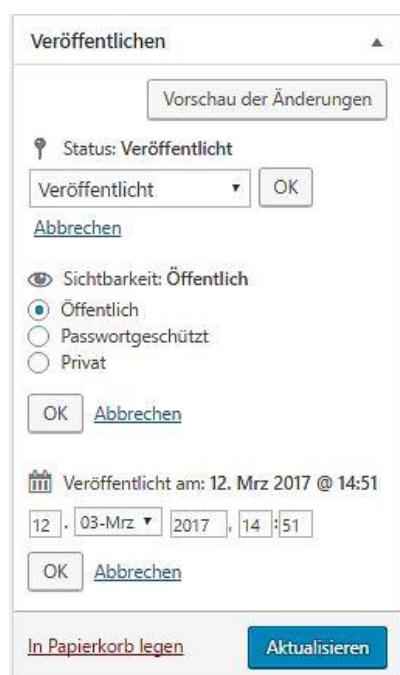 Veröffentlichen
Vorschau der Änderungen
Status: Veröffentlicht
Veröffentlicht OK
Abbrechen
Sichtbarkeit: Öffentlich
Öffentlich
Passwortgeschützt
Privat
OK Abbrechen
Veröffentlicht am: 12. Mrz 2017 @ 14:51
12 . 03-Mrz 2017 , 14 : 51
OK Abbrechen
In Papierkorb legen Aktualisieren